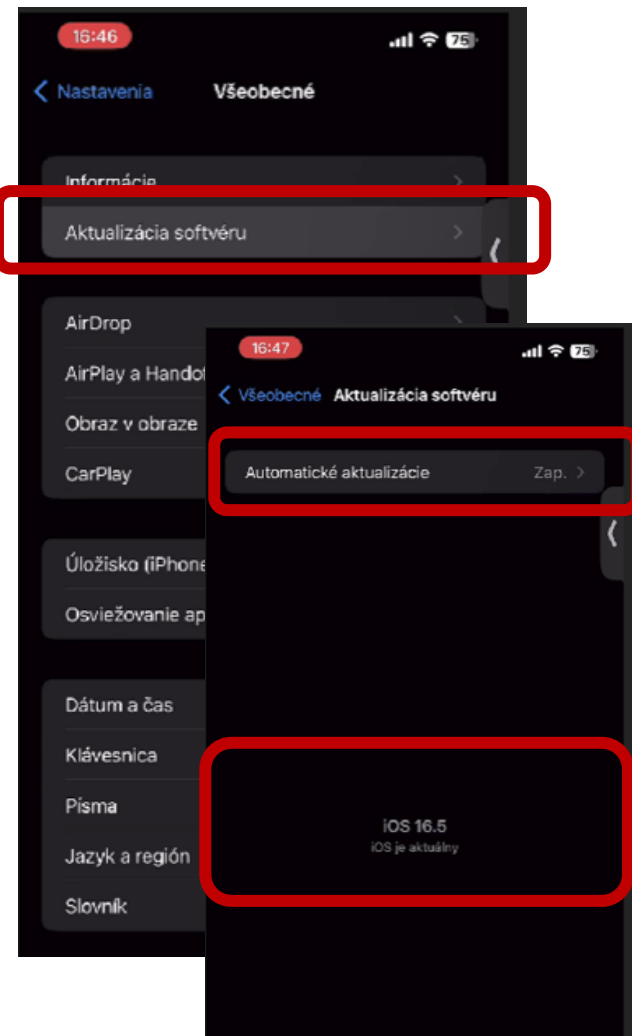 16:46
75
Nastavenia Všeobecné
Informácie
Aktualizácia softvéru
AirDrop
AirPlay a
Obraz v obraze
CarPlay
Úložisko (iPhone
Osviežovanie
Dátum a čas
Klávesnica
Písma
Jazyk a región
Slovník
16:47
75
Všeobecné Aktualizácia softvéru
Automatické aktualizácie Zap.
iOS 16.5
iOS je aktuálny